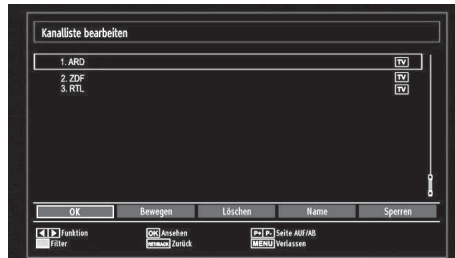 Kanalliste bearbeiten
1. ARD TV
2. ZDF TV
3. RTL TV
OK Bewegen Löschen Name Sperren
Funktion OK Ansehen P+ P- Seite AUF/AB
Filter RETURN/BACK Zurück MENU Verlassen